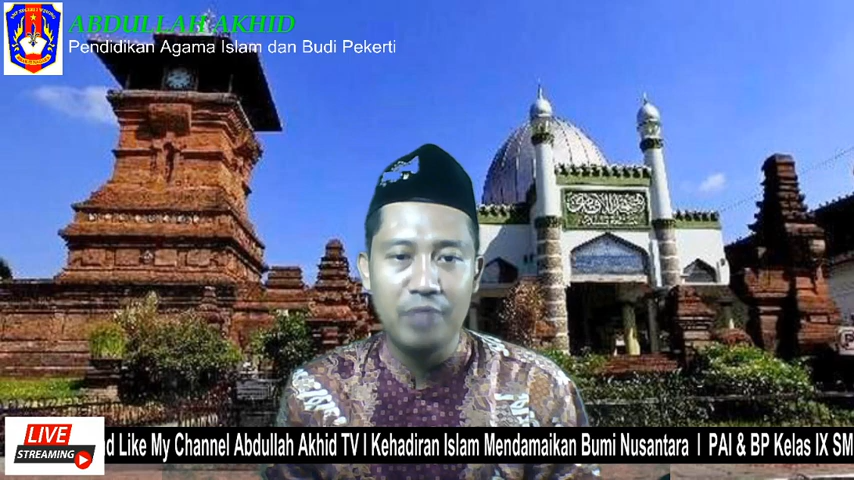 ABDULLAH AKHID
Pendidikan Agama Islam dan Budi Pekerti
LIVE
STREAMING
d Like My Channel Abdullah Akhid TV I Kehadiran Islam Mendamaikan Bumi Nusantara I PAI & BP Kelas IX SM